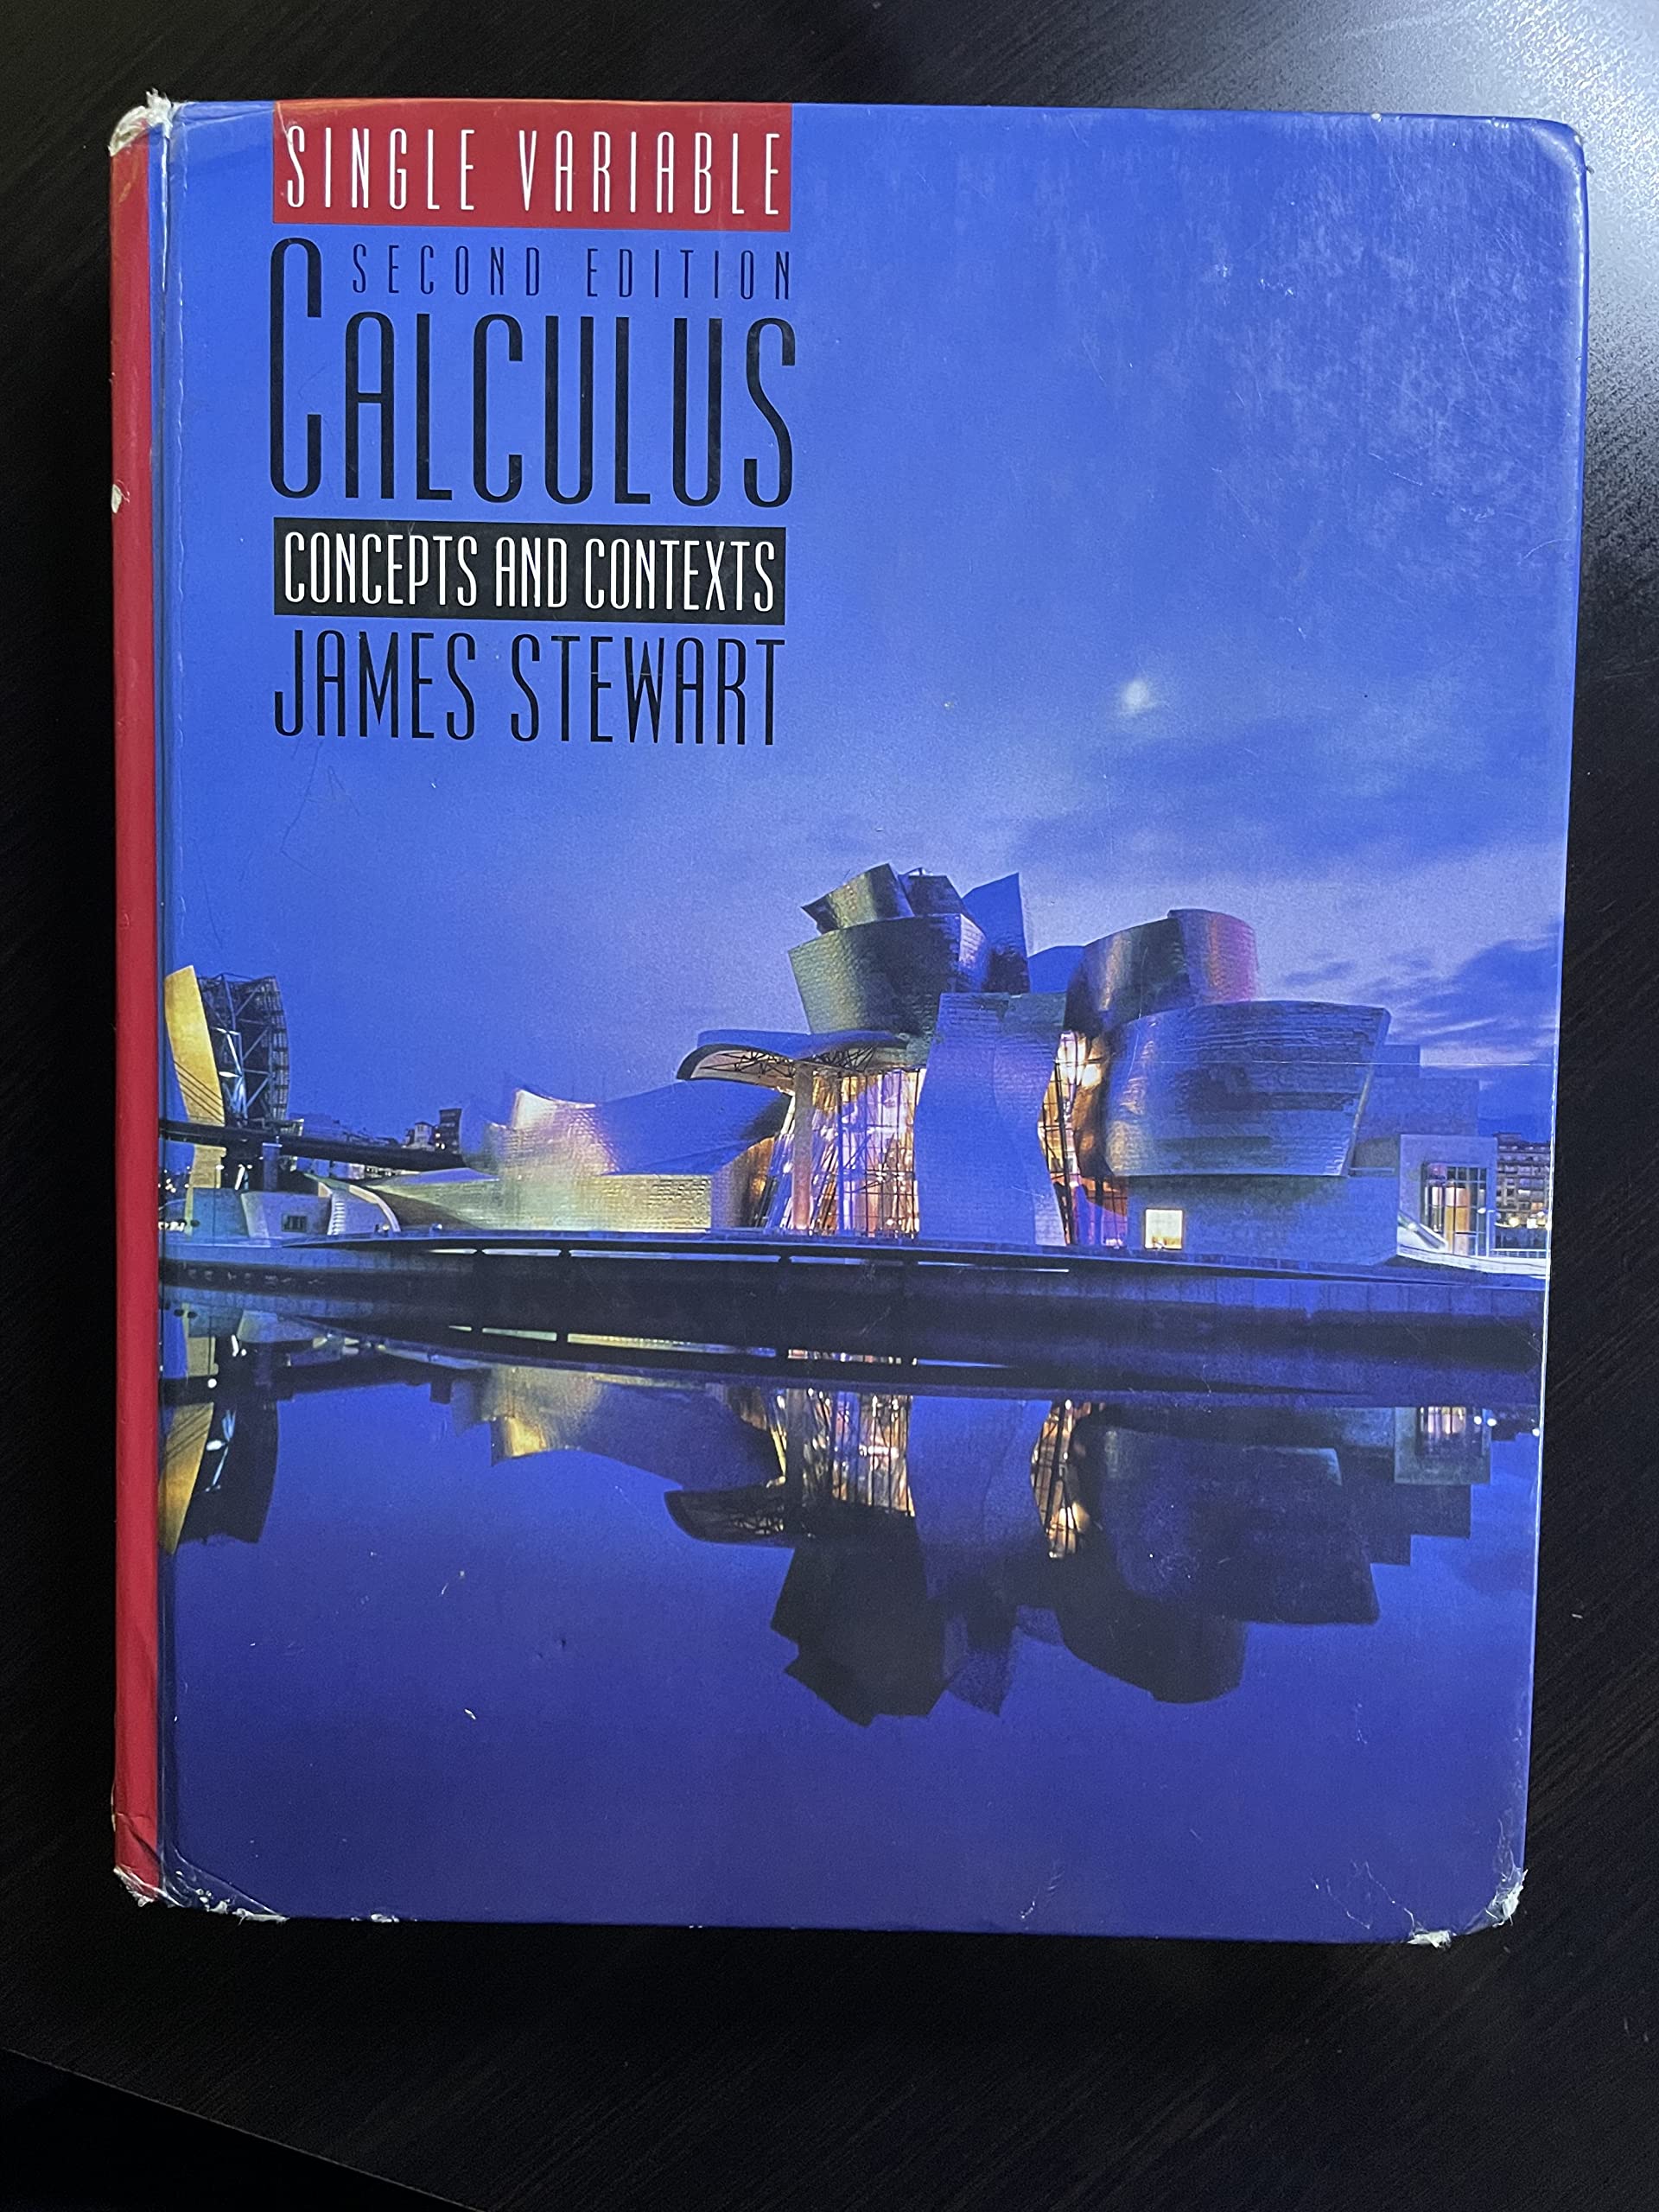 SINGLE VARIABLE
SECOND EDITION
CALCULUS
CONCEPTS AND CONTEXTS
JAMES STEWART